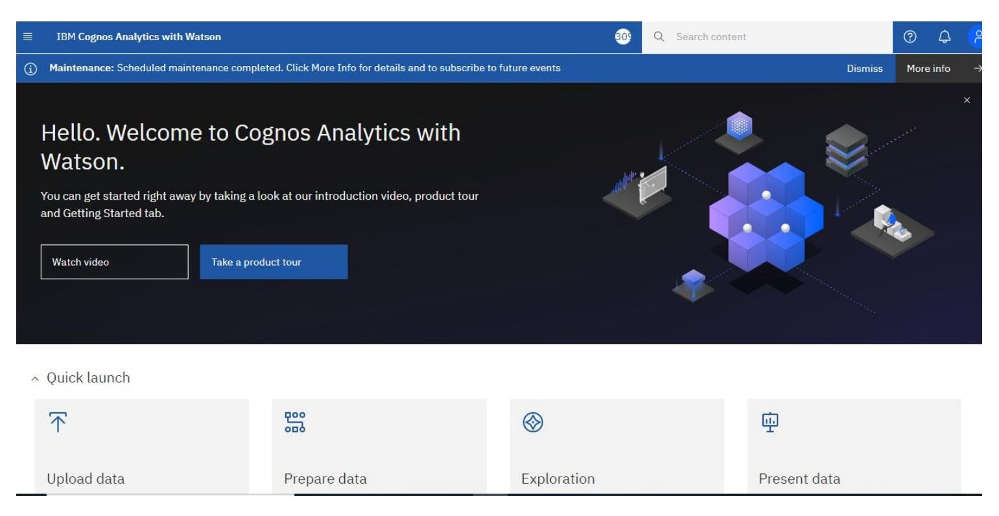 IBM Cognos Analytics with Watson
309
Search content
Maintenance: Scheduled maintenance completed. Click More Info for details and to subscribe to future events
Dismiss
More info
Hello. Welcome to Cognos Analytics with
Watson.
You can get started right away by taking a look at our introduction video, product tour
and Getting Started tab.
Watch video
Take a product tour
Quick launch
Upload data
Prepare data
Exploration
Present data